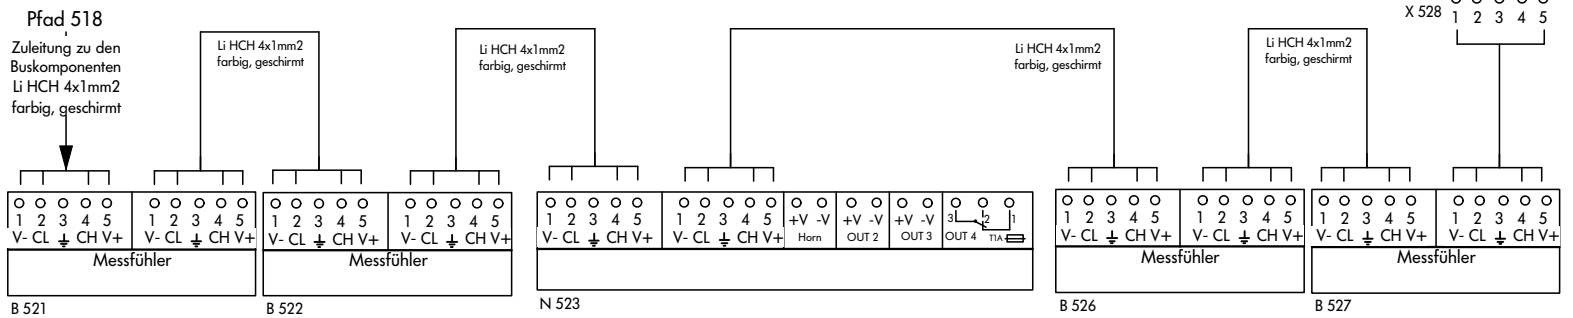 Pfad 518
Zuleitung zu den
Buskomponenten
Li HCH 4x1mm2
farbig, geschirmt
Li HCH 4x1mm2
farbig, geschirmt
Li HCH 4x1mm2
farbig, geschirmt
Li HCH 4x1mm2
farbig, geschirmt
Li HCH 4x1mm2
farbig, geschirmt
X 528 1 2 3 4 5
1 2 3 4 5
V- CL CH V+
1 2 3 4 5
V- CL CH V+
Messfühler
B 521
1 2 3 4 5
V- CL CH V+
1 2 3 4 5
V- CL CH V+
Messfühler
B 522
1 2 3 4 5
V- CL CH V+
1 2 3 4 5
V- CL CH V+
+V -V
Horn
+V -V
OUT 2
+V -V
OUT 3
3 2 1
OUT 4 T1A
N 523
1 2 3 4 5
V- CL CH V+
1 2 3 4 5
V- CL CH V+
Messfühler
B 526
1 2 3 4 5
V- CL CH V+
1 2 3 4 5
V- CL CH V+
Messfühler
B 527